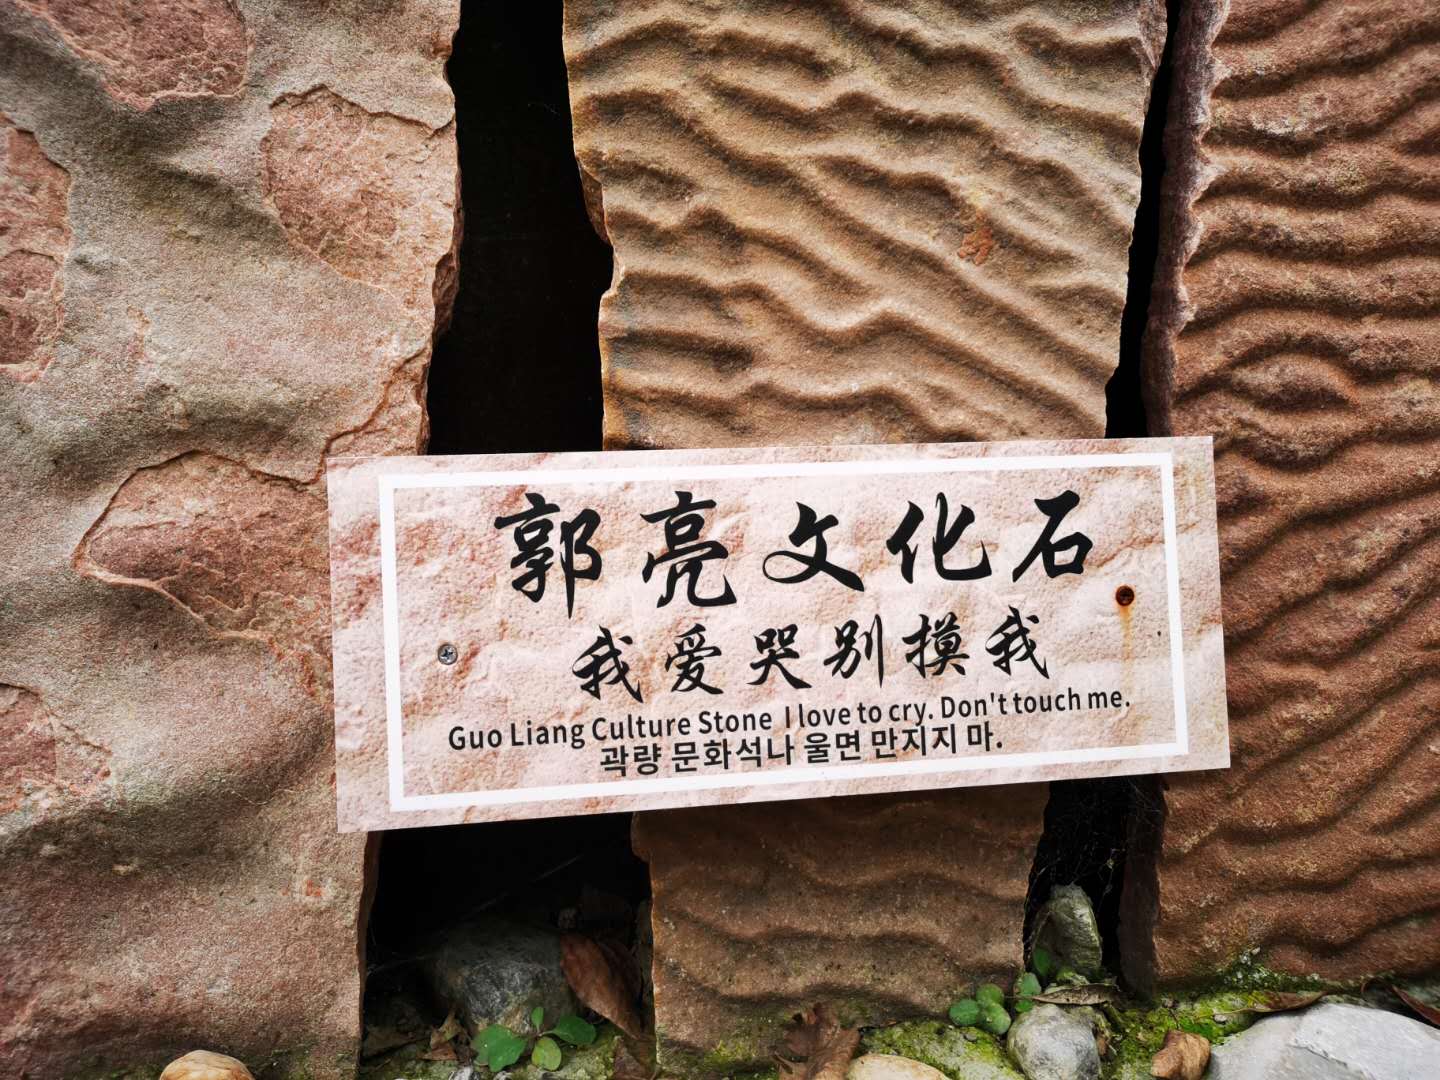 郭亮文化石
我爱哭别摸我
Guo Liang Culture Stone I love to cry. Don't touch me.
곽량 문화석나 울면 만지지 마.